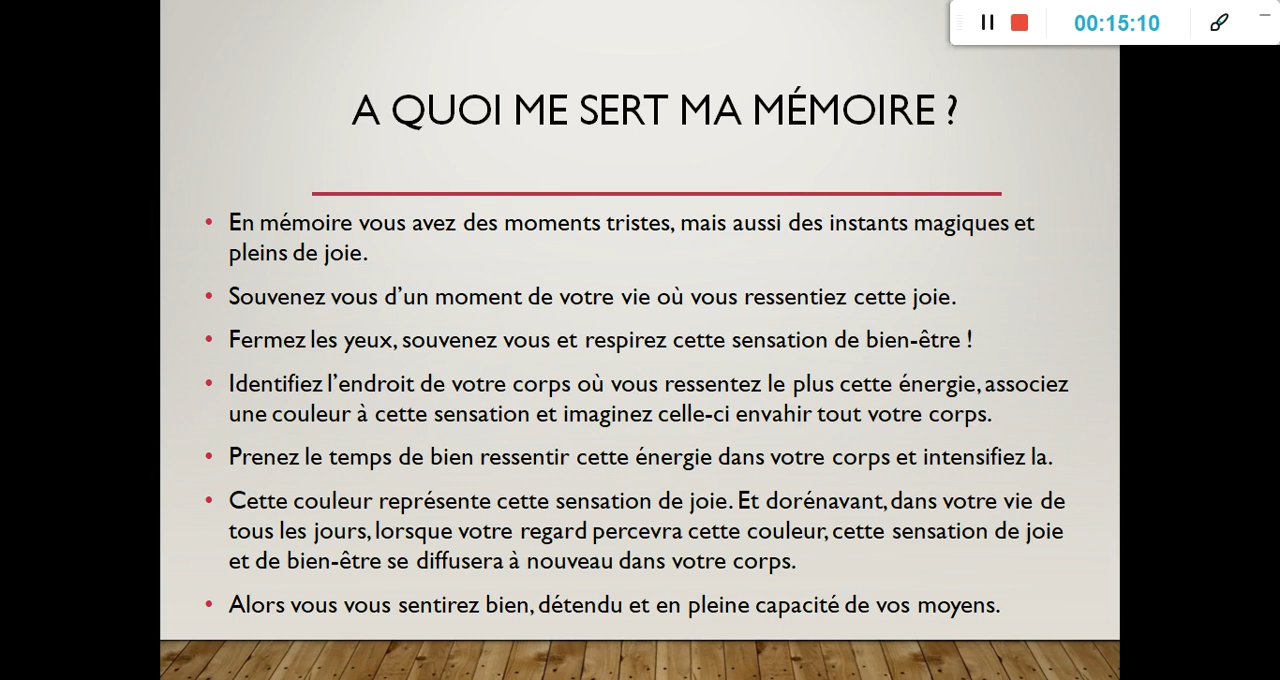 00:15:10
A QUOI ME SERT MA MÉMOIRE ?
• En mémoire vous avez des moments tristes, mais aussi des instants magiques et
pleins de joie.
• Souvenez vous d’un moment de votre vie où vous ressentiez cette joie.
• Fermez les yeux, souvenez vous et respirez cette sensation de bien-être !
• Identifiez l’endroit de votre corps où vous ressentez le plus cette énergie, associez
une couleur à cette sensation et imaginez celle-ci envahir tout votre corps.
• Prenez le temps de bien ressentir cette énergie dans votre corps et intensifiez la.
• Cette couleur représente cette sensation de joie. Et dorénavant, dans votre vie de
tous les jours, lorsque votre regard percevra cette couleur, cette sensation de joie
et de bien-être se diffusera à nouveau dans votre corps.
• Alors vous vous sentirez bien, détendu et en pleine capacité de vos moyens.